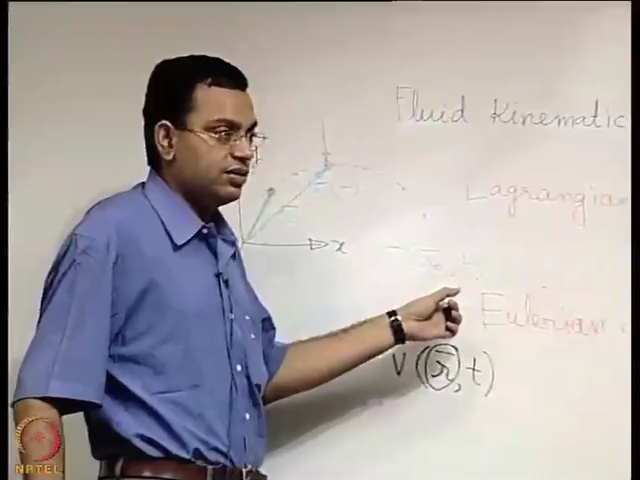 Fluid Kinematic
Lagrangian
x
Eulerian
V(r,t)
NPTEL